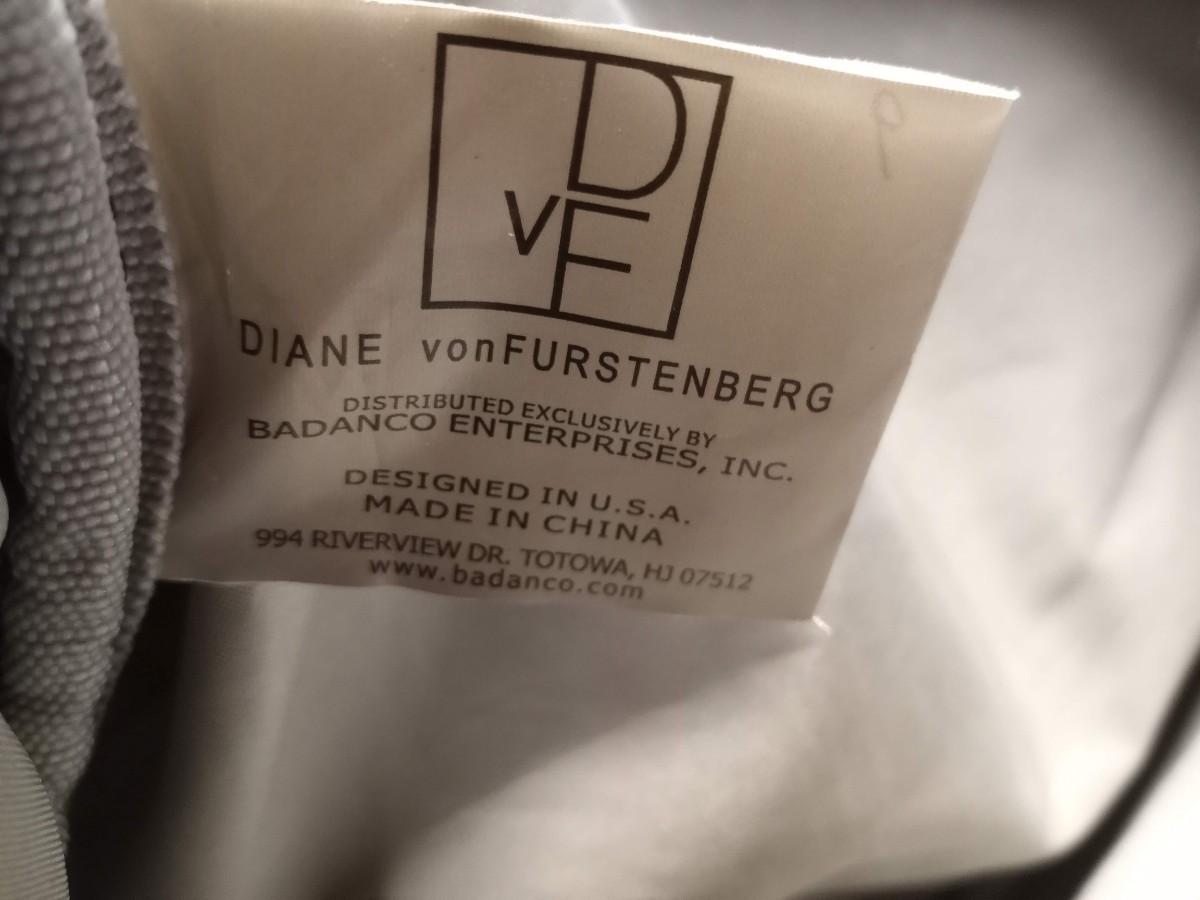 D
vF
DIANE vonFURSTENBERG
DISTRIBUTED EXCLUSIVELY BY
BADANCO ENTERPRISES, INC.
DESIGNED IN U.S.A.
MADE IN CHINA
994 RIVERVIEW DR. TOTOWA, HJ 07512
www.badanco.com